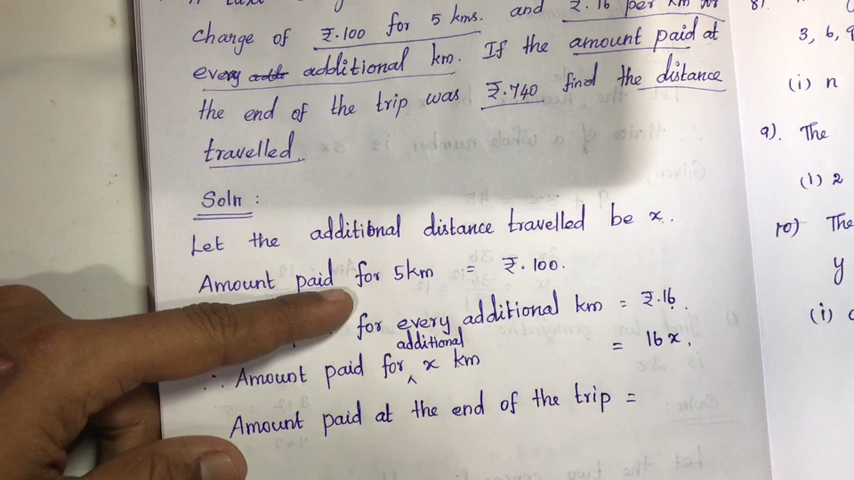 charge of ₹.100 for 5 kms. and ₹.16 per km for
every additional km. If the amount paid at
the end of the trip was ₹.740 find the distance
travelled.
Soln :
Let the additional distance travelled be x.
Amount paid for 5km = ₹.100.
for every additional km = ₹.16.
∴ Amount paid for additional x km = 16x.
Amount paid at the end of the trip =
3, 6, 9
(i) n
9). The
(i) 2
10) The
y
(i)